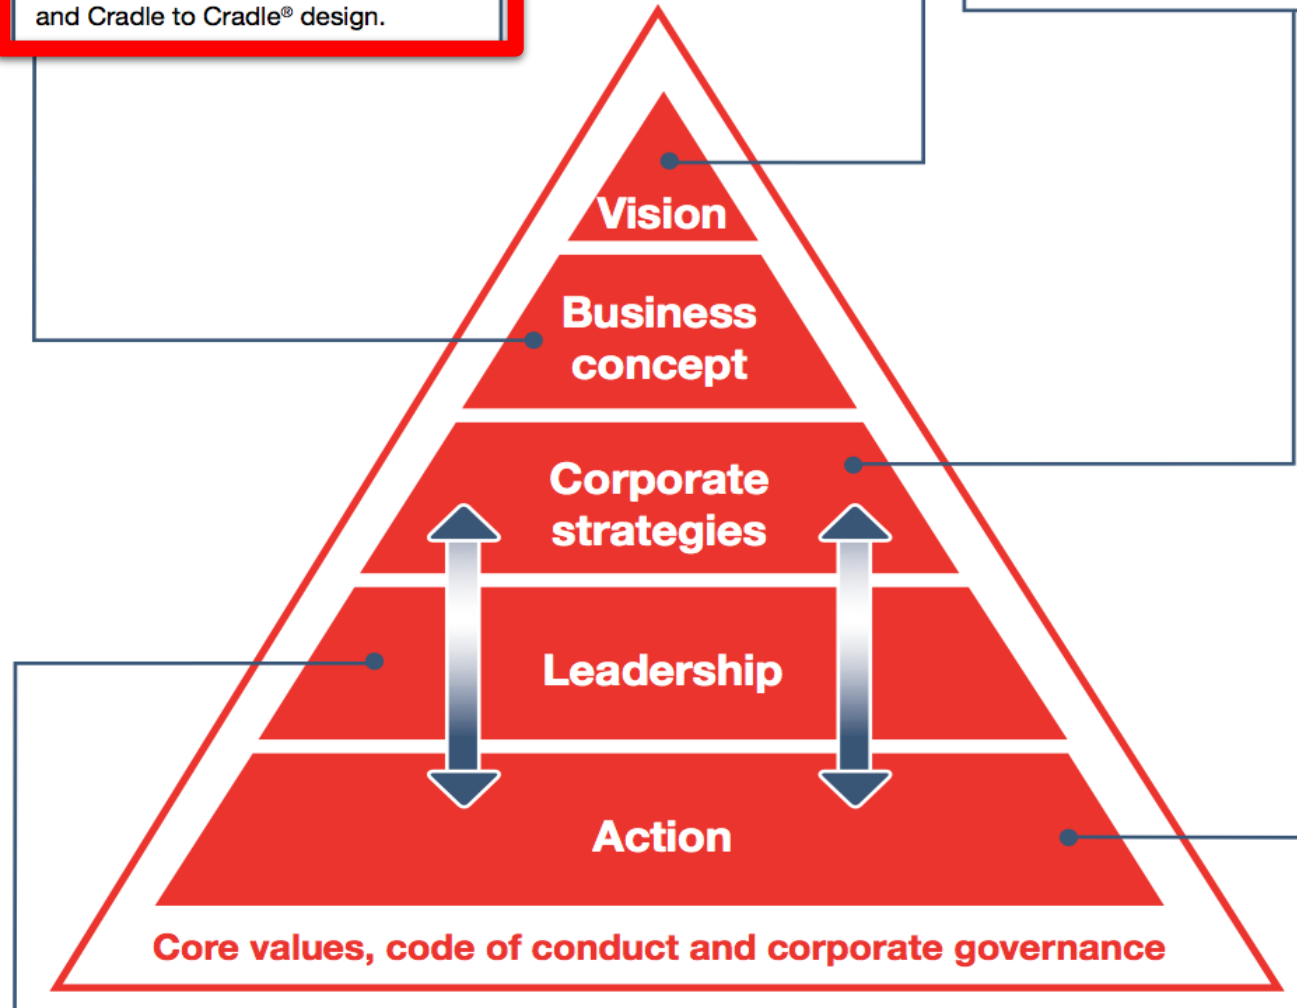 and Cradle to Cradle® design.
Vision
Business
concept
Corporate
strategies
Leadership
Action
Core values, code of conduct and corporate governance